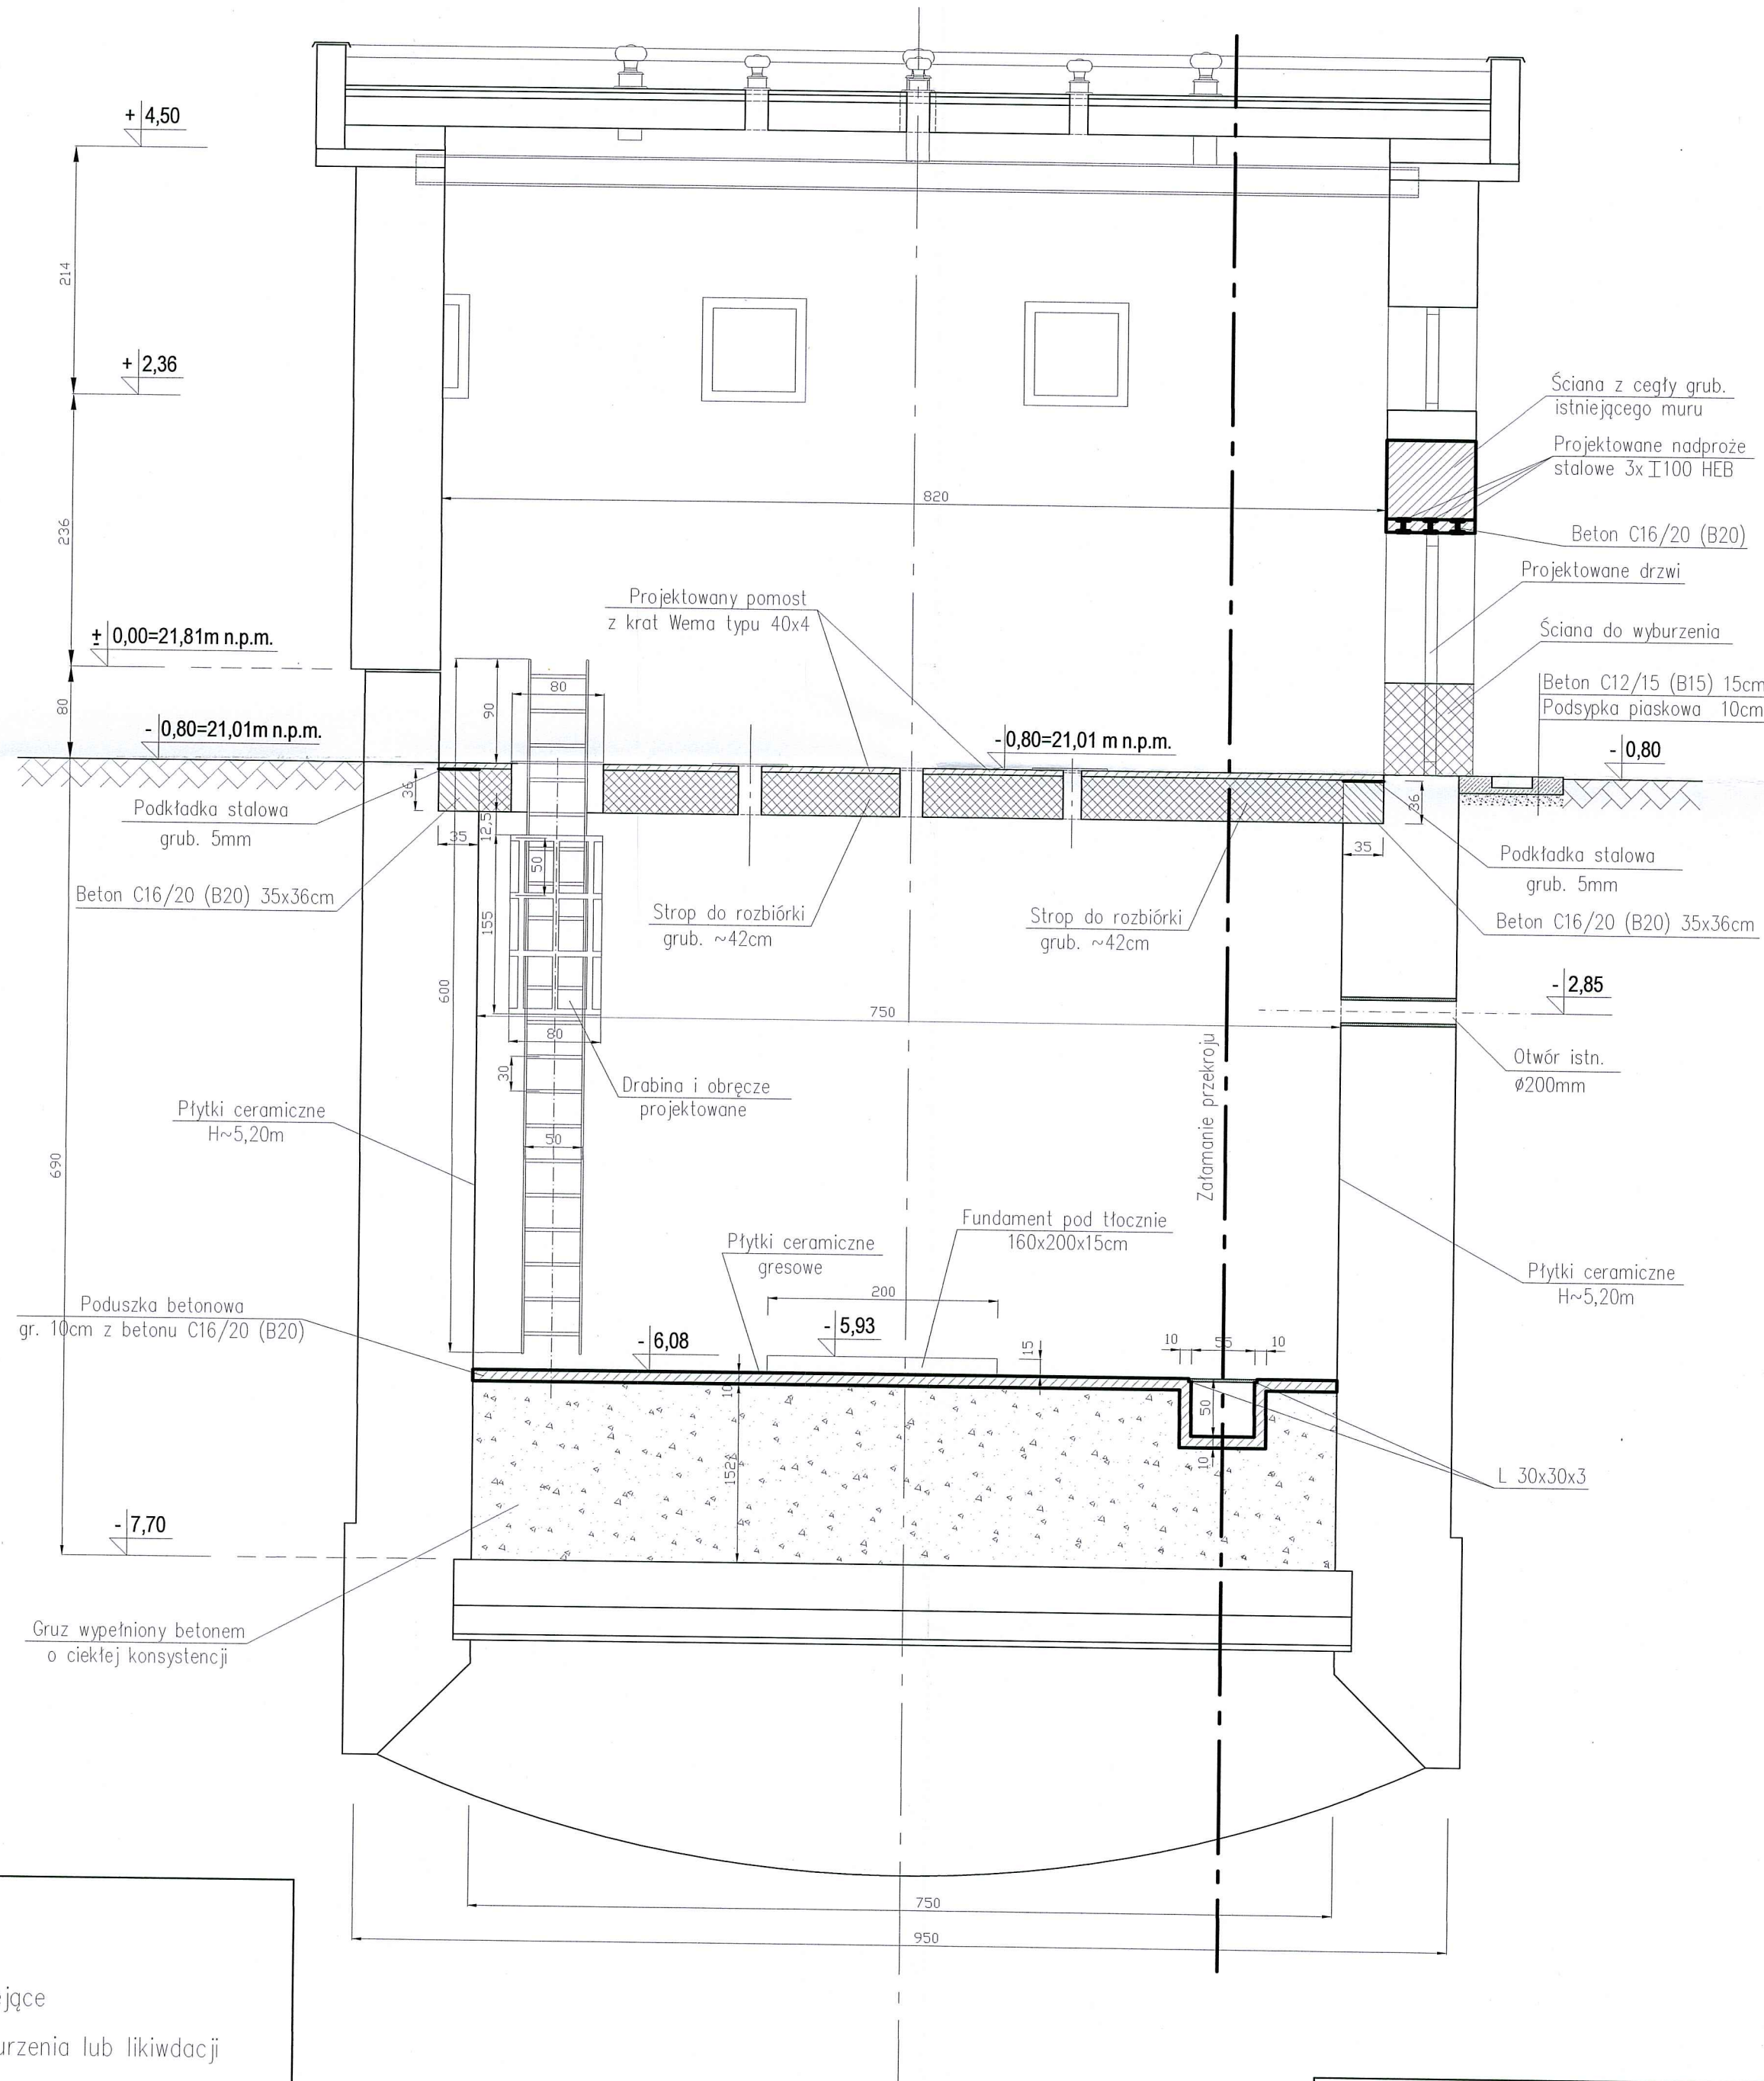 + 4,50
214
+ 2,36
236
± 0,00=21,81m n.p.m.
80
- 0,80=21,01m n.p.m.
690
- 7,70
820
Ściana z cegły grub.
istniejącego muru
Projektowane nadproże
stalowe 3x I100 HEB
Beton C16/20 (B20)
Projektowane drzwi
Ściana do wyburzenia
Beton C12/15 (B15) 15cm
Podsypka piaskowa 10cm
- 0,80
Projektowany pomost
z krat Wema typu 40x4
- 0,80=21,01 m n.p.m.
80
90
36
12,5
35
50
155
600
80
30
50
Podkładka stalowa
grub. 5mm
Beton C16/20 (B20) 35x36cm
Strop do rozbiórki
grub. ~42cm
Strop do rozbiórki
grub. ~42cm
36
35
Podkładka stalowa
grub. 5mm
Beton C16/20 (B20) 35x36cm
- 2,85
750
Otwór istn.
ø200mm
Załamanie przekroju
Drabina i obręcze
projektowane
Płytki ceramiczne
H~5,20m
Płytki ceramiczne
H~5,20m
Fundament pod tłocznie
160x200x15cm
Płytki ceramiczne
gresowe
200
Poduszka betonowa
gr. 10cm z betonu C16/20 (B20)
- 6,08
- 5,93
15
10
55
10
10
50
10
152
L 30x30x3
Gruz wypełniony betonem
o ciekłej konsystencji
750
950
ejące
urzenia lub likiwdacji